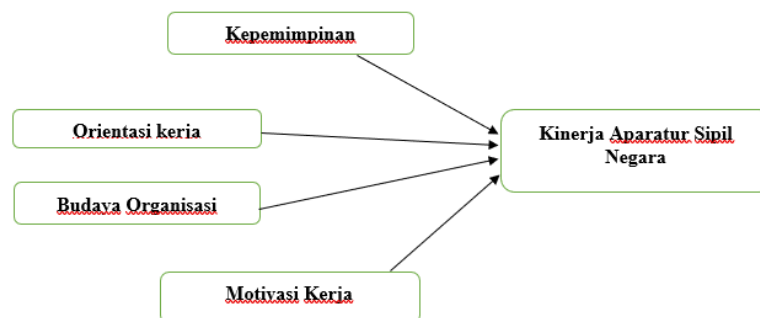 Kepemimpinan
Orientasi kerja
Kinerja Aparatur Sipil
Negara
Budaya Organisasi
Motivasi Kerja